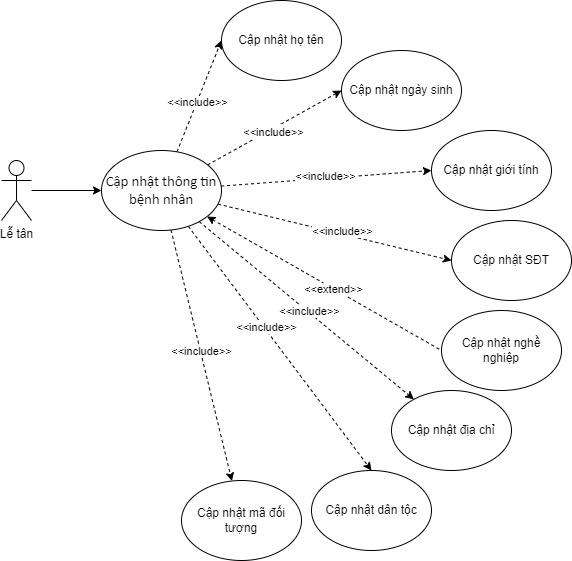 Cập nhật họ tên
<<include>>
Cập nhật ngày sinh
<<include>>
Cập nhật giới tính
<<include>>
Cập nhật thông tin
bệnh nhân
Lễ tân
<<include>>
Cập nhật SĐT
<<extend>>
<<include>>
<<include>>
Cập nhật nghề
nghiệp
<<include>>
Cập nhật địa chỉ
Cập nhật mã đối
tượng
Cập nhật dân tộc